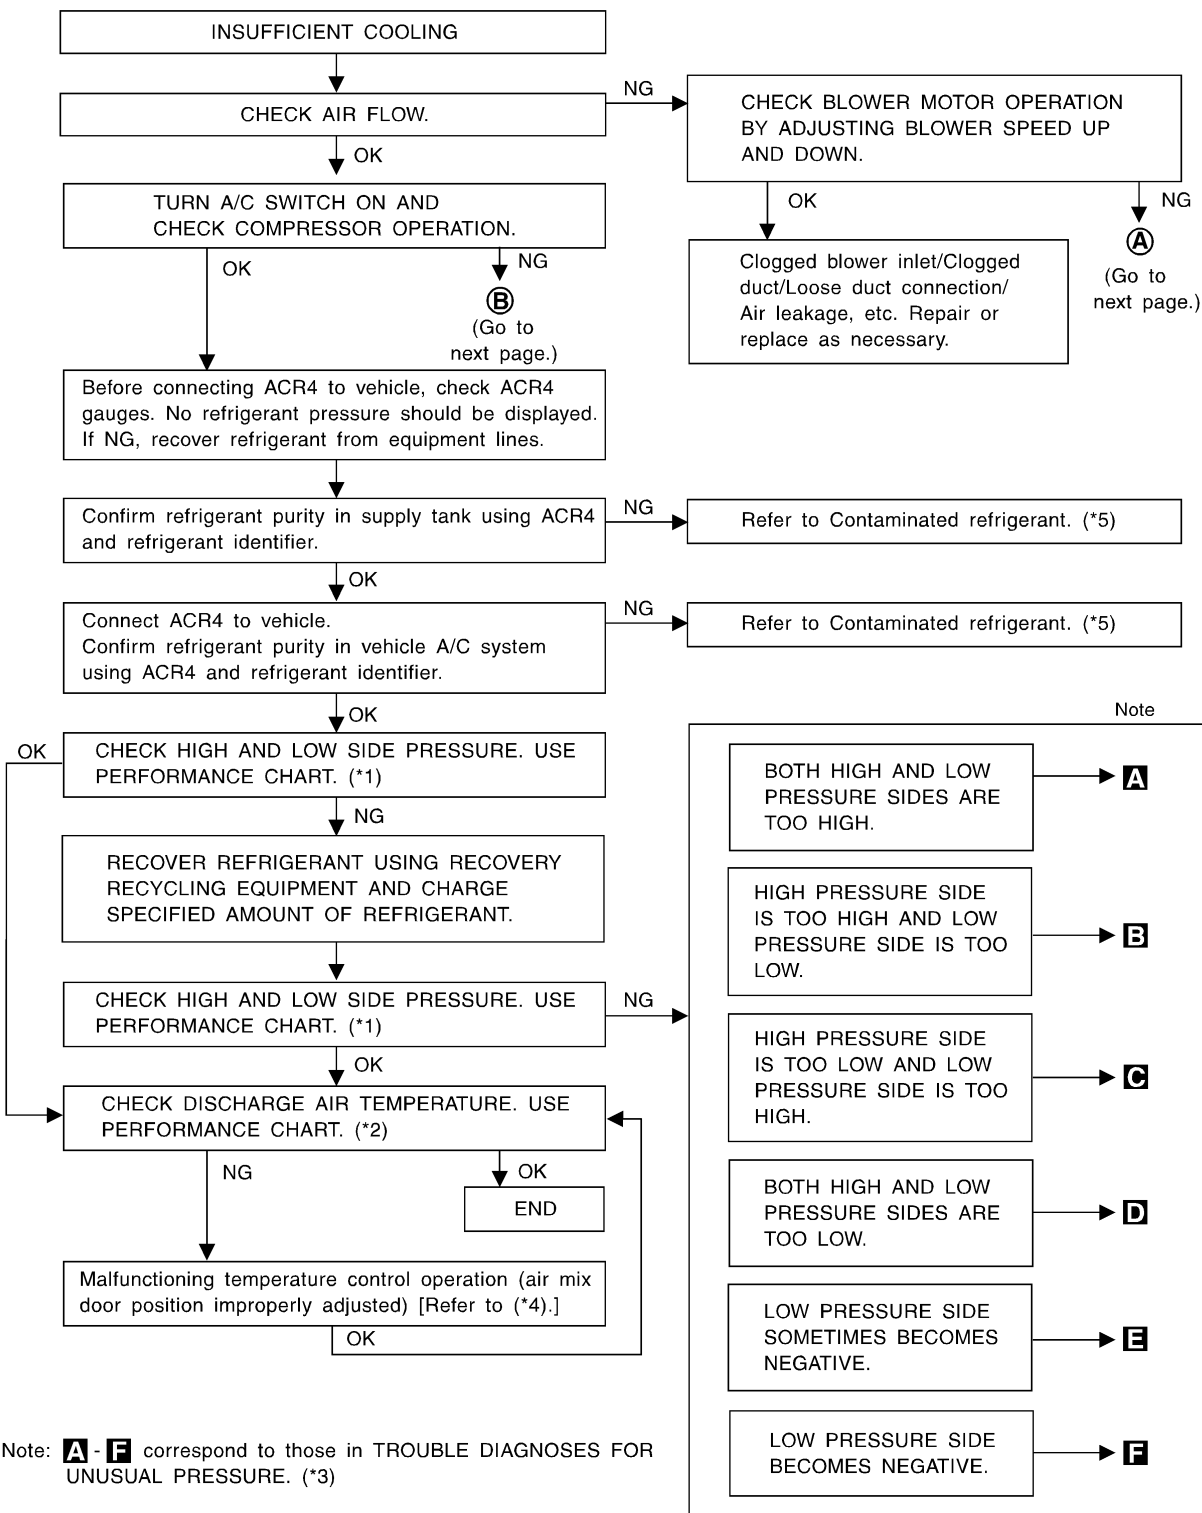 INSUFFICIENT COOLING
CHECK AIR FLOW.
NG
CHECK BLOWER MOTOR OPERATION
BY ADJUSTING BLOWER SPEED UP
AND DOWN.
OK
TURN A/C SWITCH ON AND
CHECK COMPRESSOR OPERATION.
OK
NG
A
(Go to
next page.)
Clogged blower inlet/Clogged
duct/Loose duct connection/
Air leakage, etc. Repair or
replace as necessary.
OK
NG
B
(Go to
next page.)
Before connecting ACR4 to vehicle, check ACR4
gauges. No refrigerant pressure should be displayed.
If NG, recover refrigerant from equipment lines.
Confirm refrigerant purity in supply tank using ACR4
and refrigerant identifier.
NG
Refer to Contaminated refrigerant. (*5)
OK
Connect ACR4 to vehicle.
Confirm refrigerant purity in vehicle A/C system
using ACR4 and refrigerant identifier.
NG
Refer to Contaminated refrigerant. (*5)
OK
OK
CHECK HIGH AND LOW SIDE PRESSURE. USE
PERFORMANCE CHART. (*1)
NG
RECOVER REFRIGERANT USING RECOVERY
RECYCLING EQUIPMENT AND CHARGE
SPECIFIED AMOUNT OF REFRIGERANT.
CHECK HIGH AND LOW SIDE PRESSURE. USE
PERFORMANCE CHART. (*1)
NG
OK
CHECK DISCHARGE AIR TEMPERATURE. USE
PERFORMANCE CHART. (*2)
NG
OK
END
Malfunctioning temperature control operation (air mix
door position improperly adjusted) [Refer to (*4).]
OK
Note
BOTH HIGH AND LOW
PRESSURE SIDES ARE
TOO HIGH.
A
HIGH PRESSURE SIDE
IS TOO HIGH AND LOW
PRESSURE SIDE IS TOO
LOW.
B
HIGH PRESSURE SIDE
IS TOO LOW AND LOW
PRESSURE SIDE IS TOO
HIGH.
C
BOTH HIGH AND LOW
PRESSURE SIDES ARE
TOO LOW.
D
LOW PRESSURE SIDE
SOMETIMES BECOMES
NEGATIVE.
E
LOW PRESSURE SIDE
BECOMES NEGATIVE.
F
Note: A - F correspond to those in TROUBLE DIAGNOSES FOR
UNUSUAL PRESSURE. (*3)